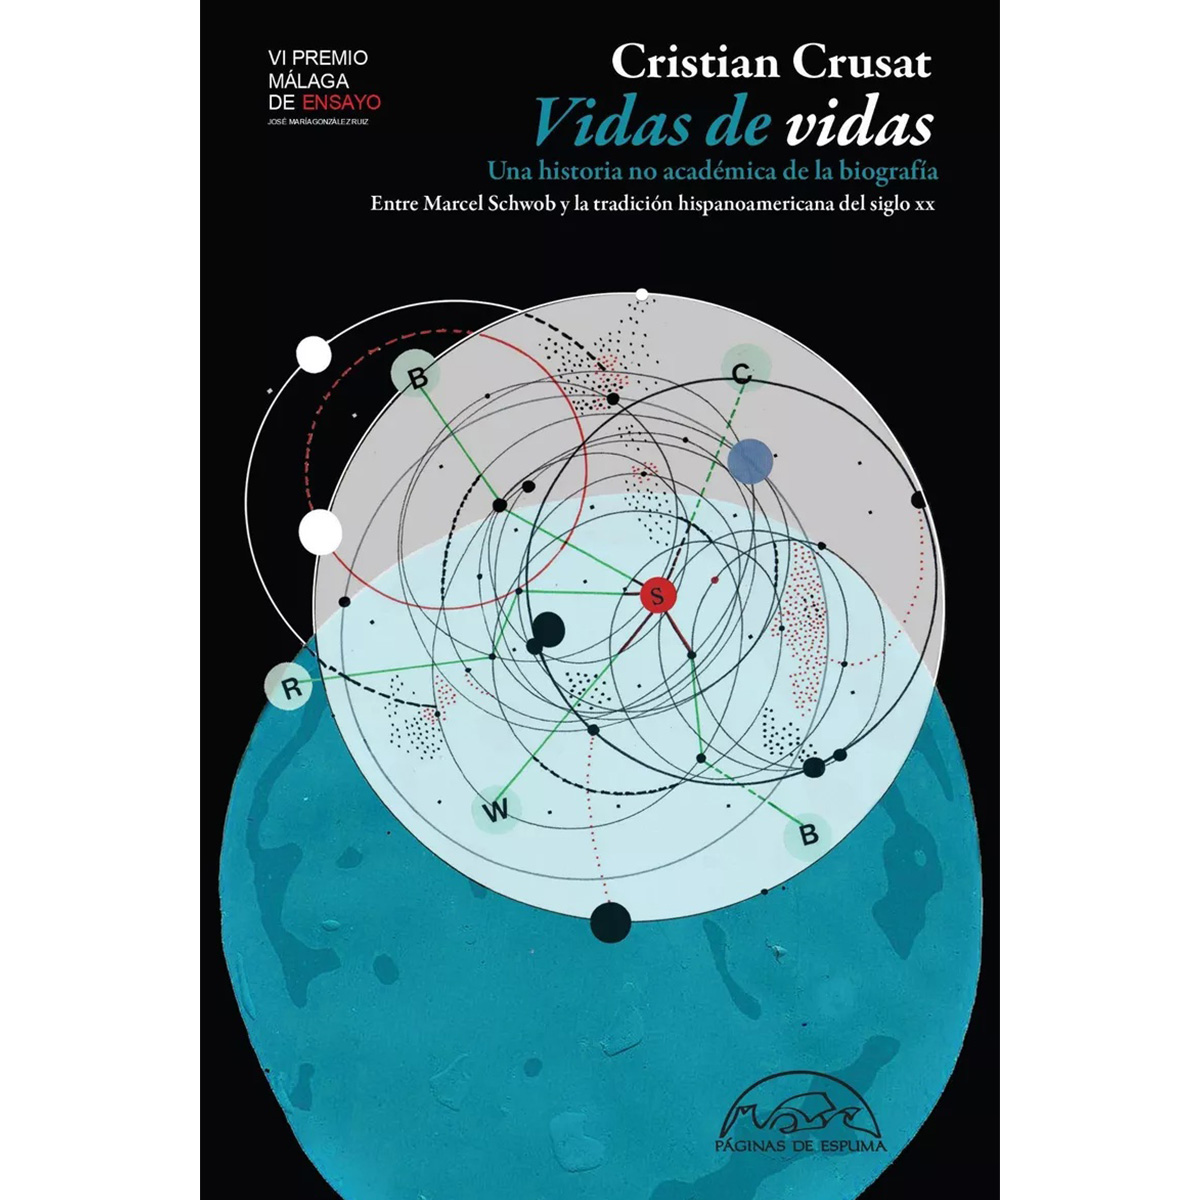 VI PREMIO
MÁLAGA
DE ENSAYO
JOSÉ MARÍA GONZÁLEZ RUIZ
Cristian Crusat
Vidas de vidas
Una historia no académica de la biografía
Entre Marcel Schwob y la tradición hispanoamericana del siglo xx
B
C
S
R
W
B
PÁGINAS DE ESPUMA